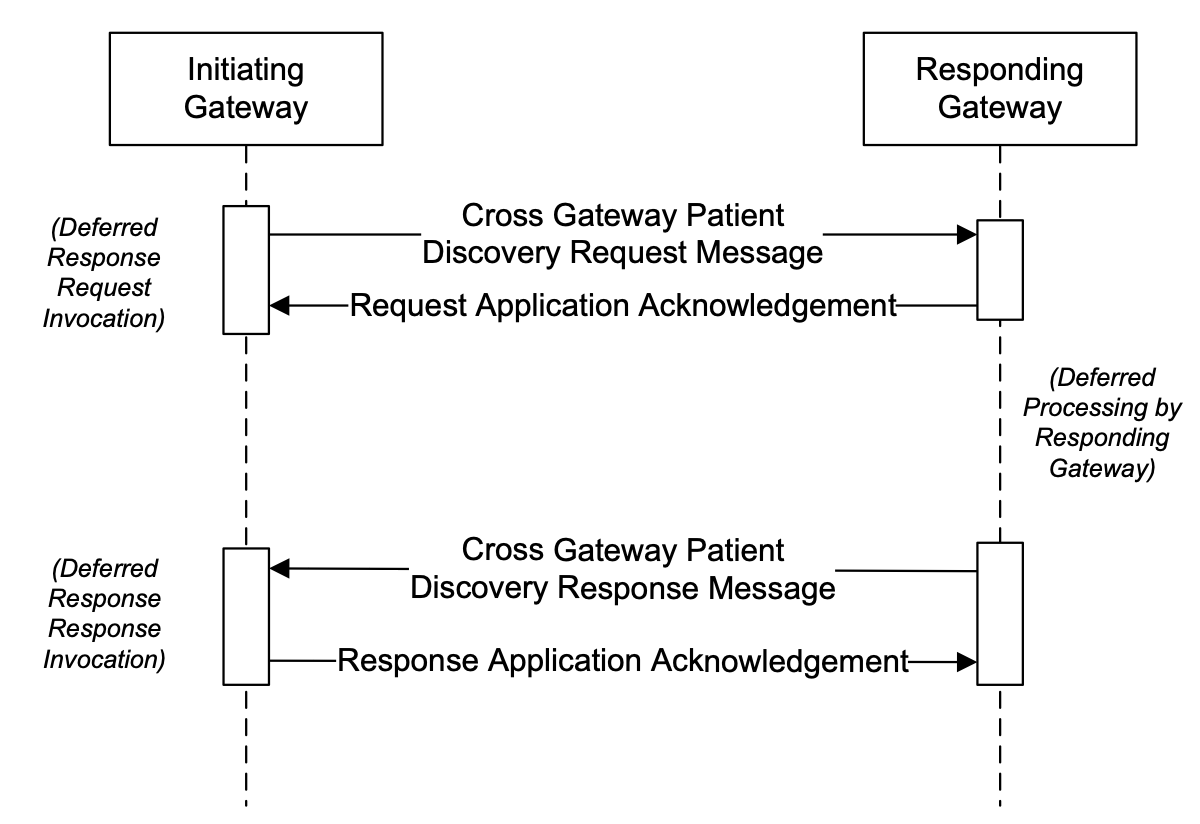 Initiating
Gateway
Responding
Gateway
(Deferred
Response
Request
Invocation)
Cross Gateway Patient
Discovery Request Message
Request Application Acknowledgement
(Deferred
Processing by
Responding
Gateway)
(Deferred
Response
Response
Invocation)
Cross Gateway Patient
Discovery Response Message
Response Application Acknowledgement